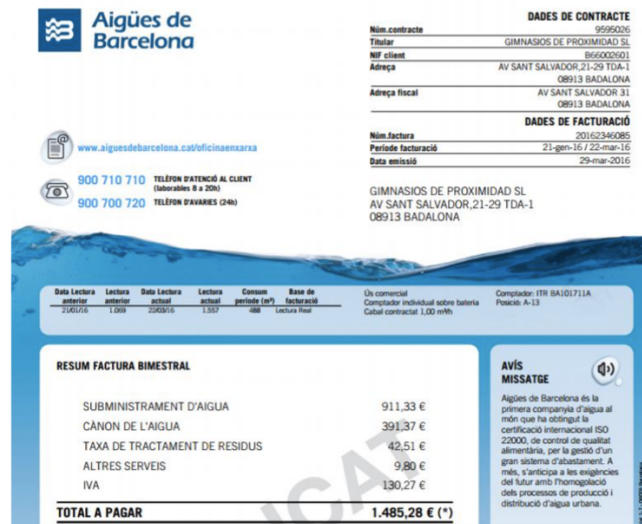 Aigües de
Barcelona
DADES DE CONTRACTE
Núm.contracte 9595026
Titular GIMNASIOS DE PROXIMIDAD SL
NIF client B66002601
Adreça AV SANT SALVADOR,21-29 TDA-1
08913 BADALONA
Adreça fiscal AV SANT SALVADOR 31
08913 BADALONA
DADES DE FACTURACIÓ
Núm.factura 20162346085
Període facturació 21-gen-16 / 22-mar-16
Data emissió 29-mar-2016
www.aiguesdebarcelona.cat/oficinaenxarxa
900 710 710 TELÈFON D'ATENCIÓ AL CLIENT
(laborables 8 a 20h)
900 700 720 TELÈFON D'AVARIES (24h)
GIMNASIOS DE PROXIMIDAD SL
AV SANT SALVADOR,21-29 TDA-1
08913 BADALONA
Data Lectura Lectura Data Lectura Lectura Consum Base de
anterior anterior actual actual període (m³) facturació
21/01/16 1.069 22/03/16 1.557 488 Lectura Real
Ús comercial
Comptador individual sobre bateria
Cabal contractat 1,00 m³/h
Comptador: ITR BA101711A
Posició: A-13
RESUM FACTURA BIMESTRAL
SUBMINISTRAMENT D'AIGUA 911,33 €
CÀNON DE L'AIGUA 391,37 €
TAXA DE TRACTAMENT DE RESIDUS 42,51 €
ALTRES SERVEIS 9,80 €
IVA 130,27 €
TOTAL A PAGAR 1.485,28 € (*)
AVÍS
MISSATGE
Aigües de Barcelona és la
primera companyia d'aigua al
món que ha obtingut la
certificació internacional ISO
22000, de control de qualitat
alimentària, per la gestió d'un
gran sistema d'abastament. A
més, s'anticipa a les exigències
del futur amb l'homologació
dels processos de producció i
distribució d'aigua urbana.